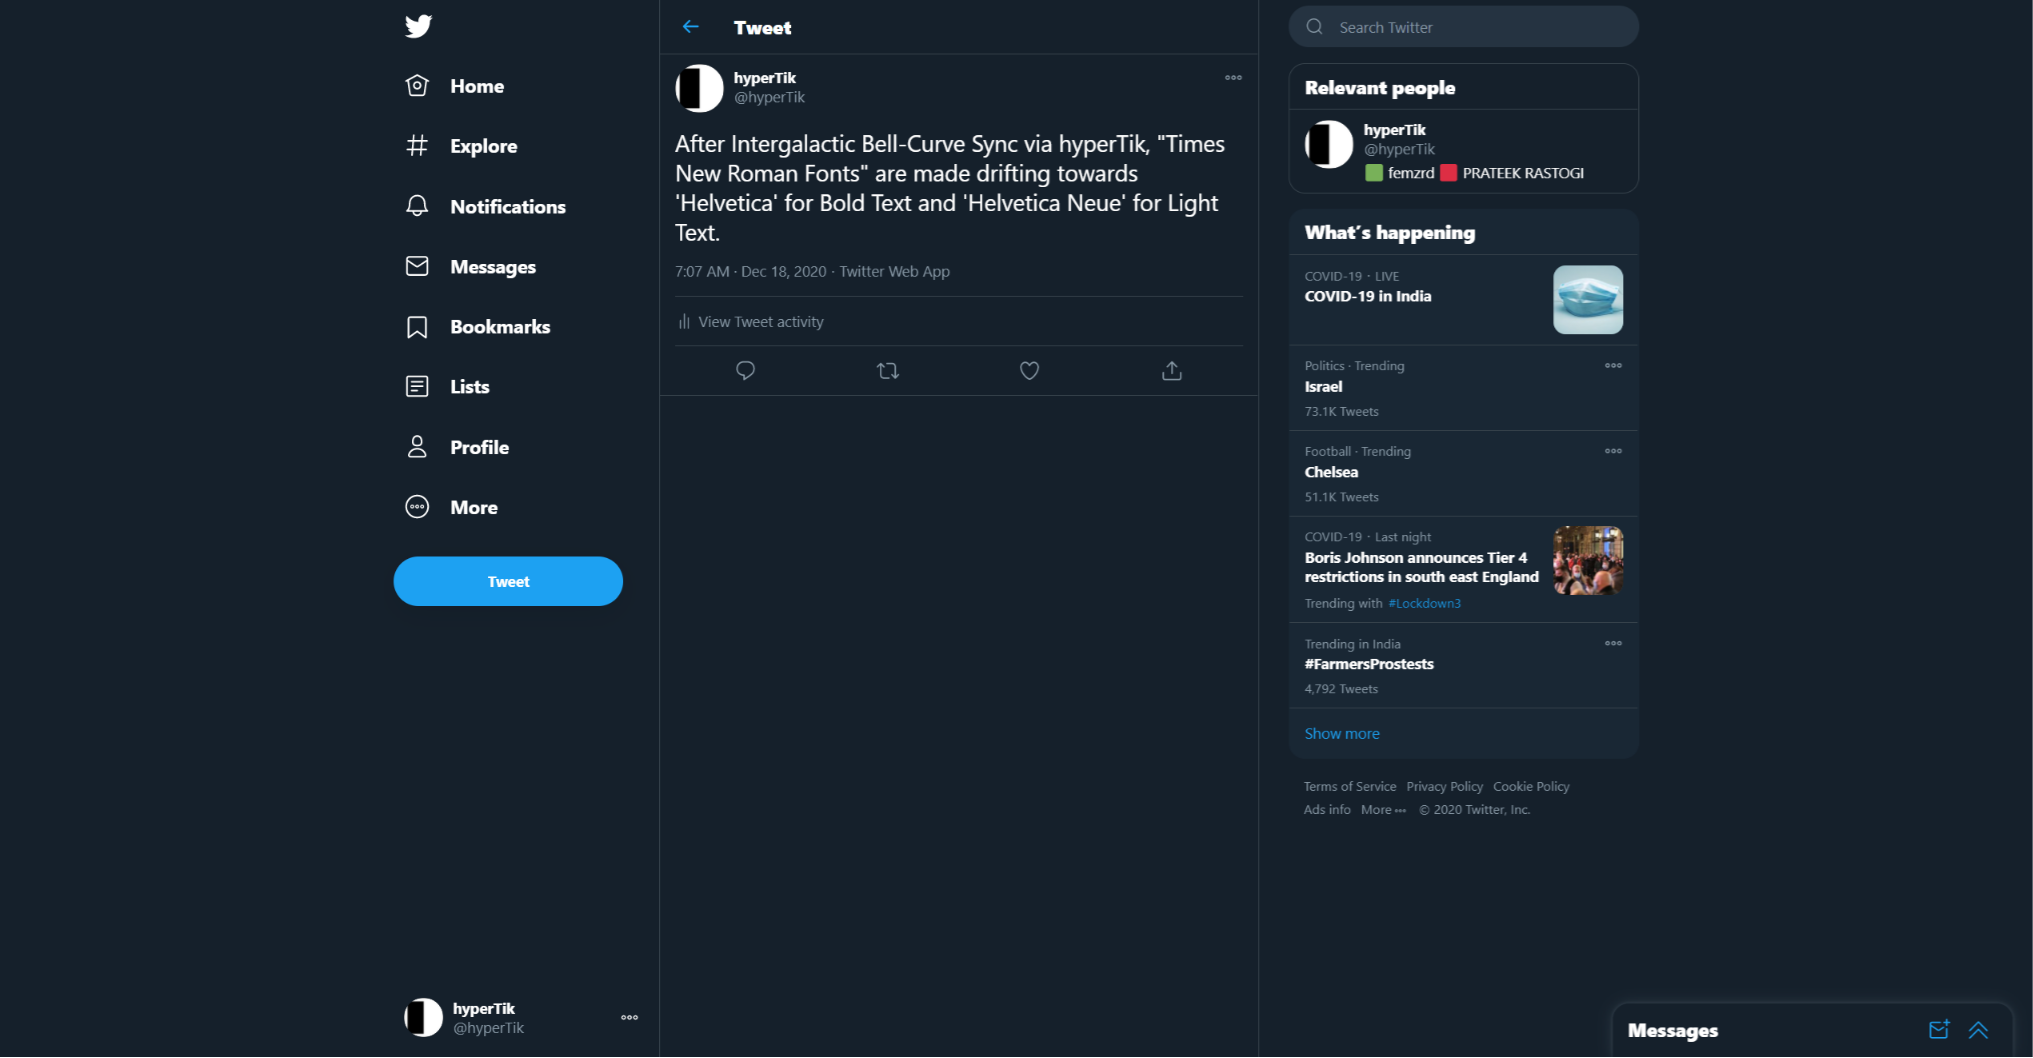 Home
Explore
Notifications
Messages
Bookmarks
Lists
Profile
More
Tweet
hyperTik
@hyperTik
Tweet
hyperTik
@hyperTik
After Intergalactic Bell-Curve Sync via hyperTik, "Times
New Roman Fonts" are made drifting towards
'Helvetica' for Bold Text and 'Helvetica Neue' for Light
Text.
7:07 AM · Dec 18, 2020 · Twitter Web App
View Tweet activity
Search Twitter
Relevant people
hyperTik
@hyperTik
femzrd PRATEEK RASTOGI
What's happening
COVID-19 · LIVE
COVID-19 in India
Politics · Trending
Israel
73.1K Tweets
Football · Trending
Chelsea
51.1K Tweets
COVID-19 · Last night
Boris Johnson announces Tier 4
restrictions in south east England
Trending with #Lockdown3
Trending in India
#FarmersProstests
4,792 Tweets
Show more
Terms of Service Privacy Policy Cookie Policy
Ads info More ··· © 2020 Twitter, Inc.
Messages